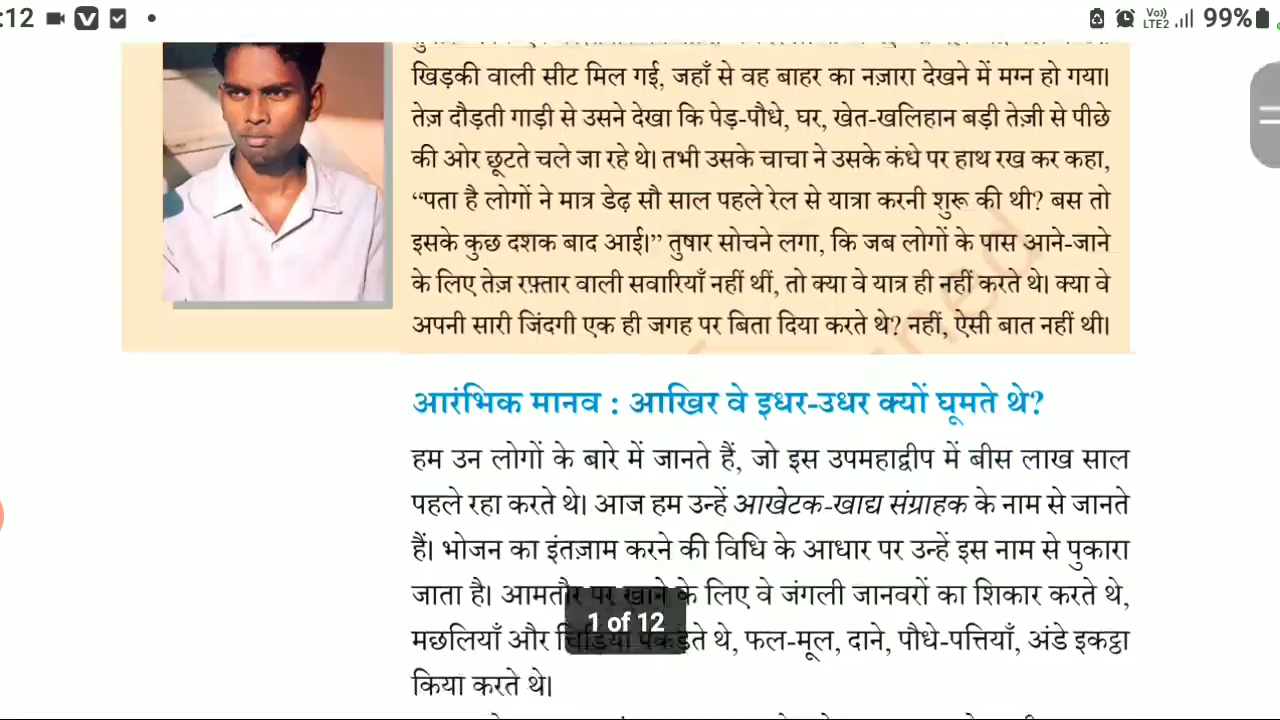 :12
Vo)) LTE2 99%
खिड़की वाली सीट मिल गई, जहाँ से वह बाहर का नज़ारा देखने में मग्न हो गया।
तेज़ दौड़ती गाड़ी से उसने देखा कि पेड़-पौधे, घर, खेत-खलिहान बड़ी तेज़ी से पीछे
की ओर छूटते चले जा रहे थे। तभी उसके चाचा ने उसके कंधे पर हाथ रख कर कहा,
“पता है लोगों ने मात्र डेढ़ सौ साल पहले रेल से यात्रा करनी शुरू की थी? बस तो
इसके कुछ दशक बाद आई।” तुषार सोचने लगा, कि जब लोगों के पास आने-जाने
के लिए तेज़ रफ़्तार वाली सवारियाँ नहीं थीं, तो क्या वे यात्र ही नहीं करते थे। क्या वे
अपनी सारी जिंदगी एक ही जगह पर बिता दिया करते थे? नहीं, ऐसी बात नहीं थी।
आरंभिक मानव : आखिर वे इधर-उधर क्यों घूमते थे?
हम उन लोगों के बारे में जानते हैं, जो इस उपमहाद्वीप में बीस लाख साल
पहले रहा करते थे। आज हम उन्हें आखेटक-खाद्य संग्राहक के नाम से जानते
हैं। भोजन का इंतज़ाम करने की विधि के आधार पर उन्हें इस नाम से पुकारा
जाता है। आमतौर पर खाने के लिए वे जंगली जानवरों का शिकार करते थे,
मछलियाँ और चिड़ियाँ पकड़ते थे, फल-मूल, दाने, पौधे-पत्तियाँ, अंडे इकट्ठा
1 of 12
किया करते थे।